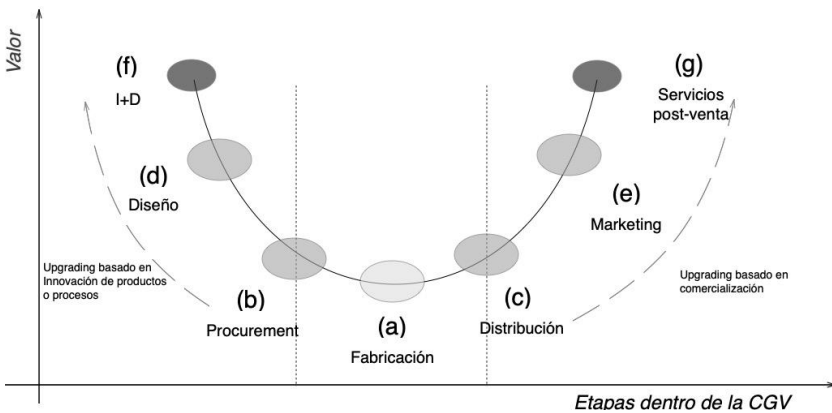 Valor
(f)
I+D
(g)
Servicios
post-venta
(d)
Diseño
(e)
Marketing
Upgrading basado en
Innovación de productos
o procesos
Upgrading basado en
comercialización
(b)
Procurement
(a)
Fabricación
(c)
Distribución
Etapas dentro de la CGV